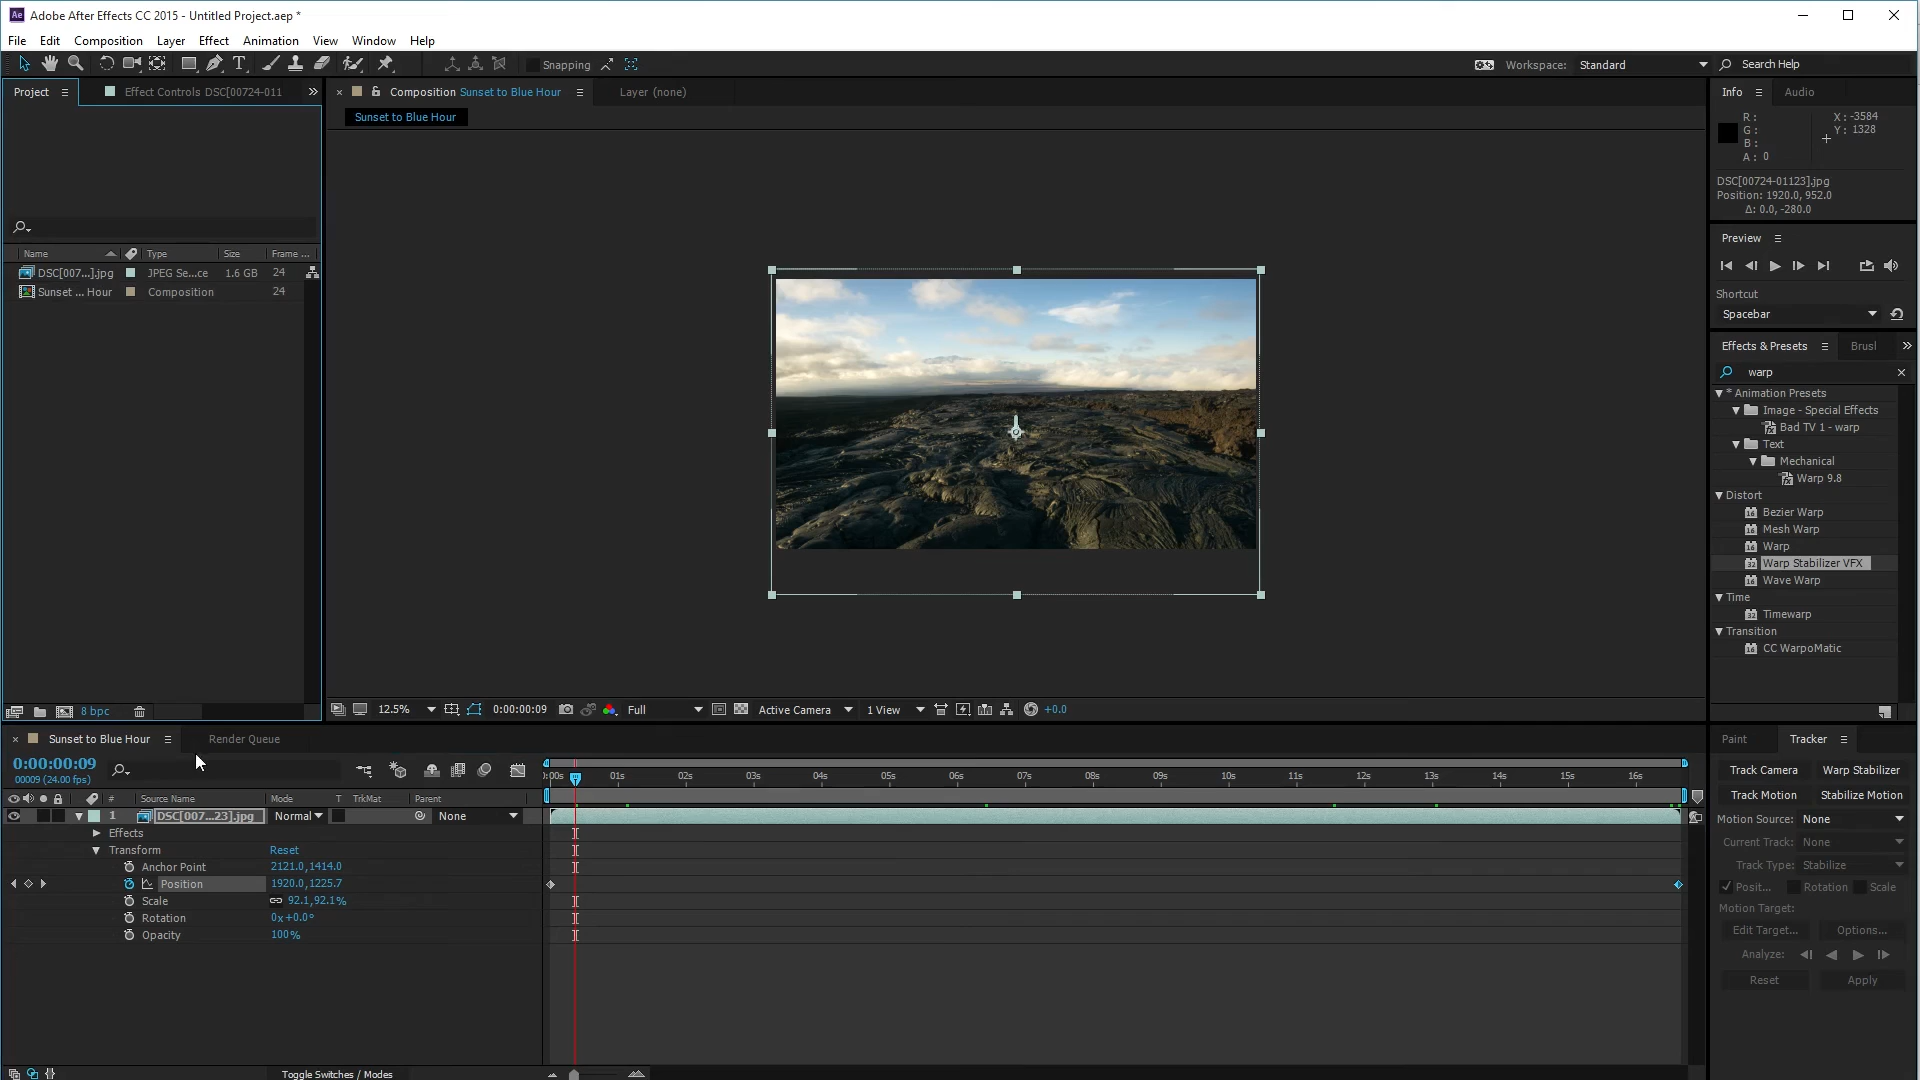 Ae Adobe After Effects CC 2015 - Untitled Project.aep *
File Edit Composition Layer Effect Animation View Window Help
T Snapping Workspace: Standard Search Help
Project Effect Controls DSC[00724-011
Composition Sunset to Blue Hour Layer (none)
Sunset to Blue Hour
Info Audio
R :
G :
B :
A : 0
X : -3584
Y : 1328
DSC[00724-01123].jpg
Position: 1920.0, 952.0
Δ: 0.0, -280.0
Preview
Shortcut
Spacebar
Name Type Size Frame ...
DSC[007...].jpg JPEG Se...ce 1.6 GB 24
Sunset ... Hour Composition 24
8 bpc
Effects & Presets Brusl
warp
* Animation Presets
Image - Special Effects
Bad TV 1 - warp
Text
Mechanical
Warp 9.8
Distort
Bezier Warp
Mesh Warp
Warp
Warp Stabilizer VFX
Wave Warp
Time
Timewarp
Transition
CC WarpoMatic
12.5% 0:00:00:09 Full Active Camera 1 View +0.0
Sunset to Blue Hour Render Queue
0:00:00:09
00009 (24.00 fps)
):00s 01s 02s 03s 04s 05s 06s 07s 08s 09s 10s 11s 12s 13s 14s 15s 16s
# Source Name Mode T TrkMat Parent
1 DSC[007...23].jpg Normal None
Effects
Transform Reset
Anchor Point 2121.0,1414.0
Position 1920.0,1225.7
Scale 92.1,92.1%
Rotation 0x+0.0°
Opacity 100%
Toggle Switches / Modes
Paint Tracker
Track Camera Warp Stabilizer
Track Motion Stabilize Motion
Motion Source: None
Current Track: None
Track Type: Stabilize
Posit... Rotation Scale
Motion Target:
Edit Target... Options...
Analyze:
Reset Apply